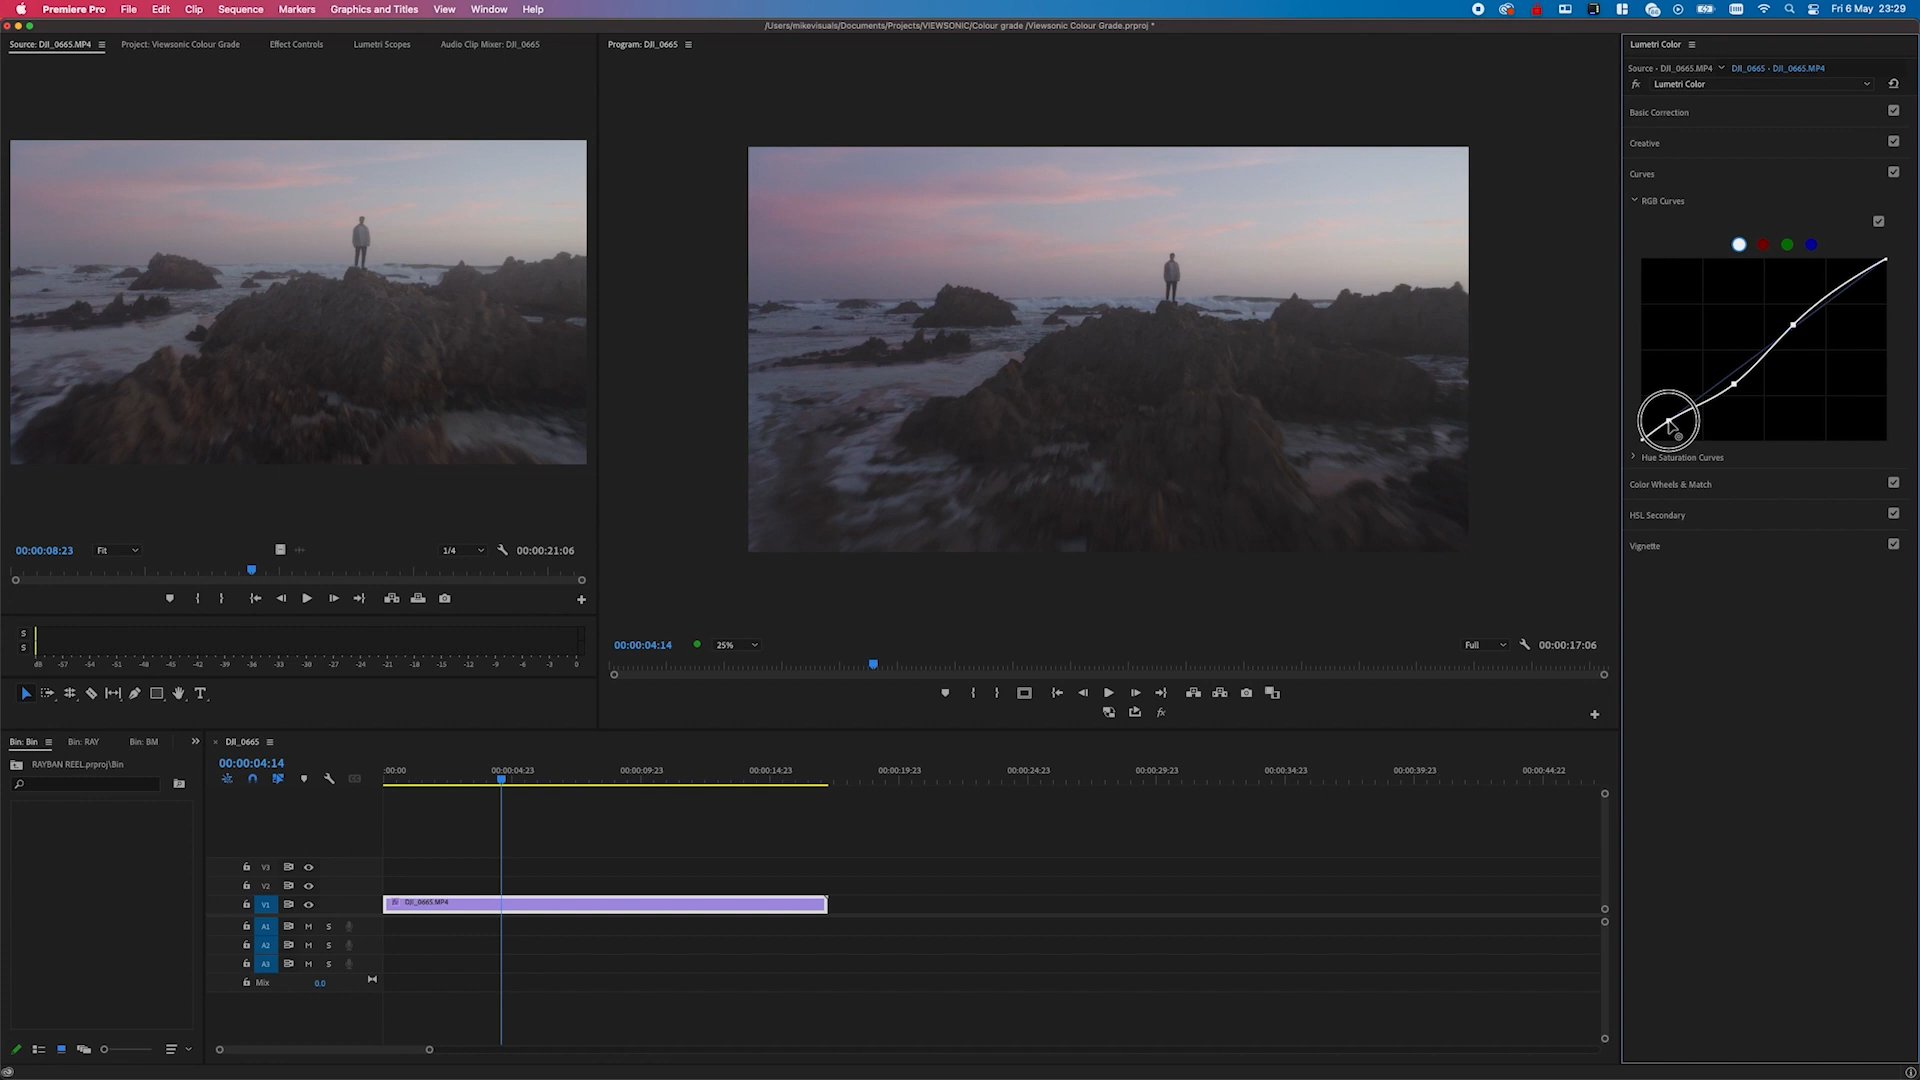 Premiere Pro File Edit Clip Sequence Markers Graphics and Titles View Window Help Fri 6 May 23:29
/Users/mikevisuals/Documents/Projects/VIEWSONIC/Colour grade /Viewsonic Colour Grade.prproj *
Source: DJI_0665.MP4 Project: Viewsonic Colour Grade Effect Controls Lumetri Scopes Audio Clip Mixer: DJI_0665
Program: DJI_0665
Lumetri Color
Source · DJI_0665.MP4 DJI_0665 · DJI_0665.MP4
fx Lumetri Color
Basic Correction
Creative
Curves
RGB Curves
Hue Saturation Curves
Color Wheels & Match
HSL Secondary
Vignette
00:00:08:23 Fit 1/4 00:00:21:06
S
S
dB -57 -54 -51 -48 -45 -42 -39 -36 -33 -30 -27 -24 -21 -18 -15 -12 -9 -6 -3 0
00:00:04:14 25% Full 00:00:17:06
fx
Bin: Bin Bin: RAY Bin: BM
RAYBAN REEL.prproj\Bin
× DJI_0665
00:00:04:14
:00:00 00:00:04:23 00:00:09:23 00:00:14:23 00:00:19:23 00:00:24:23 00:00:29:23 00:00:34:23 00:00:39:23 00:00:44:22
V3
V2
V1 fx DJI_0665.MP4
A1 M S
A2 M S
A3 M S
Mix 0.0